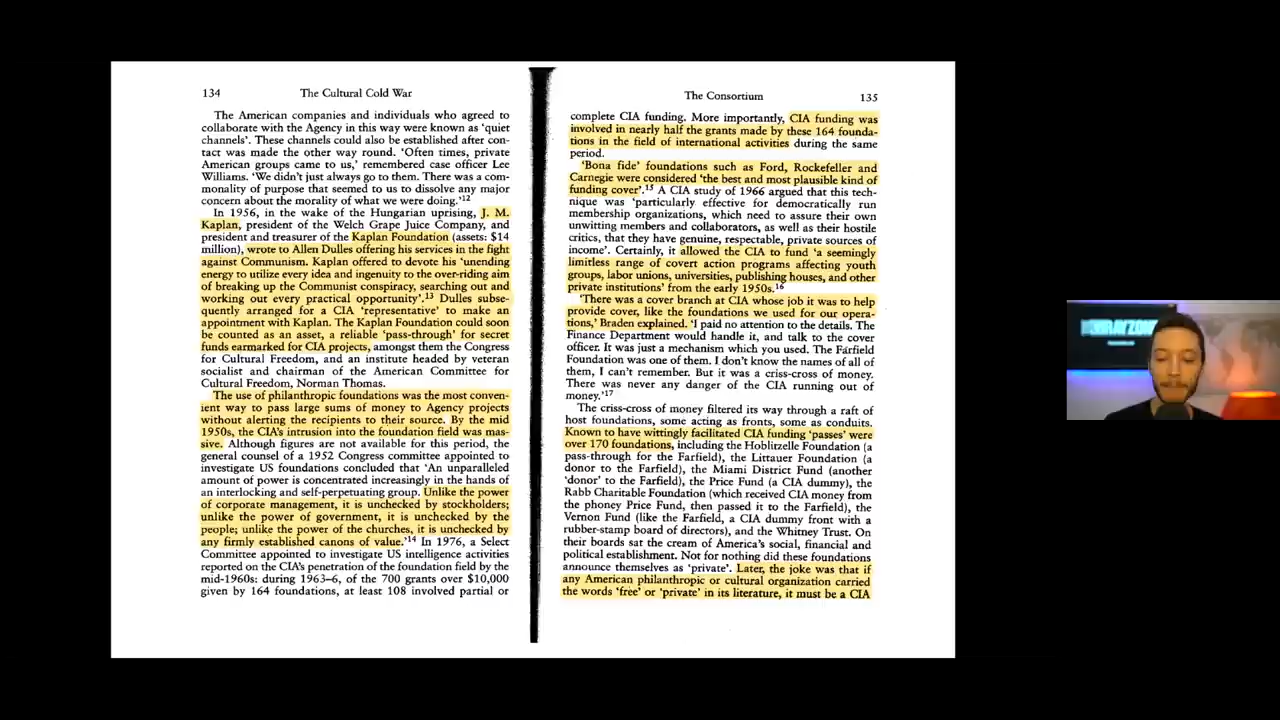 134
The Cultural Cold War
The American companies and individuals who agreed to
collaborate with the Agency in this way were known as 'quiet
channels'. These channels could also be established after con-
tact was made the other way round. 'Often times, private
American groups came to us,' remembered case officer Lee
Williams. 'We didn't just always go to them. There was a com-
monality of purpose that seemed to us to dissolve any major
concern about the morality of what we were doing.'12
In 1956, in the wake of the Hungarian uprising, J. M.
Kaplan, president of the Welch Grape Juice Company, and
president and treasurer of the Kaplan Foundation (assets: $14
million), wrote to Allen Dulles offering his services in the fight
against Communism. Kaplan offered to devote his 'unending
energy to utilize every idea and ingenuity to the over-riding aim
of breaking up the Communist conspiracy, searching out and
working out every practical opportunity'.13 Dulles subse-
quently arranged for a CIA 'representative' to make an
appointment with Kaplan. The Kaplan Foundation could soon
be counted as an asset, a reliable 'pass-through' for secret
funds earmarked for CIA projects, amongst them the Congress
for Cultural Freedom, and an institute headed by veteran
socialist and chairman of the American Committee for
Cultural Freedom, Norman Thomas.
The use of philanthropic foundations was the most conven-
ient way to pass large sums of money to Agency projects
without alerting the recipients to their source. By the mid
1950s, the CIA's intrusion into the foundation field was mas-
sive. Although figures are not available for this period, the
general counsel of a 1952 Congress committee appointed to
investigate US foundations concluded that 'An unparalleled
amount of power is concentrated increasingly in the hands of
an interlocking and self-perpetuating group. Unlike the power
of corporate management, it is unchecked by stockholders;
unlike the power of government, it is unchecked by the
people; unlike the power of the churches, it is unchecked by
any firmly established canons of value.'14 In 1976, a Select
Committee appointed to investigate US intelligence activities
reported on the CIA's penetration of the foundation field by the
mid-1960s: during 1963–6, of the 700 grants over $10,000
given by 164 foundations, at least 108 involved partial or
The Consortium
135
complete CIA funding. More importantly, CIA funding was
involved in nearly half the grants made by these 164 founda-
tions in the field of international activities during the same
period.
'Bona fide' foundations such as Ford, Rockefeller and
Carnegie were considered 'the best and most plausible kind of
funding cover'.15 A CIA study of 1966 argued that this tech-
nique was 'particularly effective for democratically run
membership organizations, which need to assure their own
unwitting members and collaborators, as well as their hostile
critics, that they have genuine, respectable, private sources of
income'. Certainly, it allowed the CIA to fund 'a seemingly
limitless range of covert action programs affecting youth
groups, labor unions, universities, publishing houses, and other
private institutions' from the early 1950s.16
'There was a cover branch at CIA whose job it was to help
provide cover, like the foundations we used for our opera-
tions,' Braden explained. 'I paid no attention to the details. The
Finance Department would handle it, and talk to the cover
officer. It was just a mechanism which you used. The Farfield
Foundation was one of them. I don't know the names of all of
them, I can't remember. But it was a criss-cross of money.
There was never any danger of the CIA running out of
money.'17
The criss-cross of money filtered its way through a raft of
host foundations, some acting as fronts, some as conduits.
Known to have wittingly facilitated CIA funding 'passes' were
over 170 foundations, including the Hoblitzelle Foundation (a
pass-through for the Farfield), the Littauer Foundation (a
donor to the Farfield), the Miami District Fund (another
'donor' to the Farfield), the Price Fund (a CIA dummy), the
Rabb Charitable Foundation (which received CIA money from
the phoney Price Fund, then passed it to the Farfield), the
Vernon Fund (like the Farfield, a CIA dummy front with a
rubber-stamp board of directors), and the Whitney Trust. On
their boards sat the cream of America's social, financial and
political establishment. Not for nothing did these foundations
announce themselves as 'private'. Later, the joke was that if
any American philanthropic or cultural organization carried
the words 'free' or 'private' in its literature, it must be a CIA